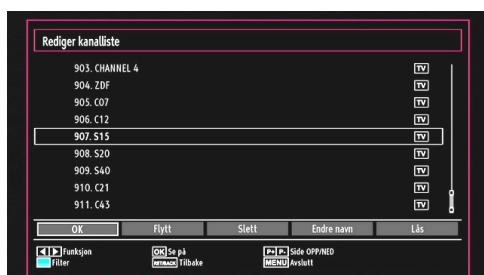 Rediger kanalliste
903. CHANNEL 4 TV
904. ZDF TV
905. C07 TV
906. C12 TV
907. S15 TV
908. S20 TV
909. S40 TV
910. C21 TV
911. C43 TV
OK Flytt Slett Endre navn Lås
Funksjon OK Se på P+ P- Side OPP/NED
Filter RET/BACK Tilbake MENU Avslutt